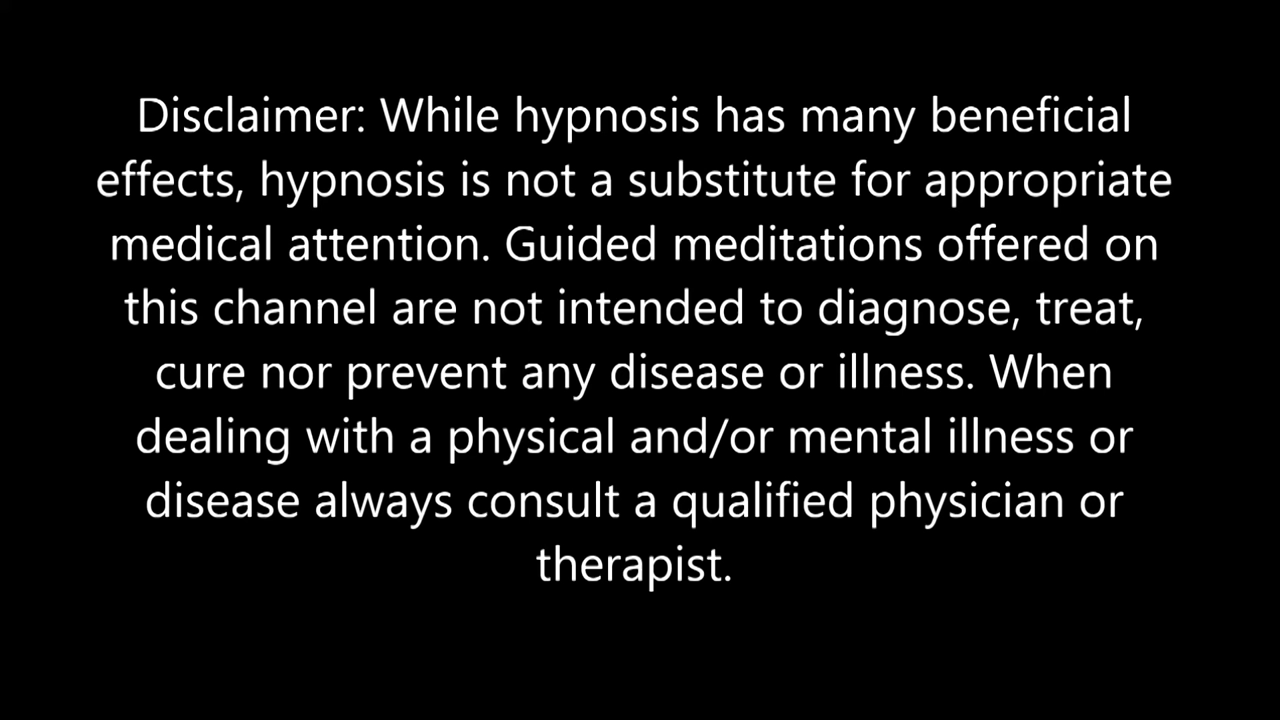 Disclaimer: While hypnosis has many beneficial
effects, hypnosis is not a substitute for appropriate
medical attention. Guided meditations offered on
this channel are not intended to diagnose, treat,
cure nor prevent any disease or illness. When
dealing with a physical and/or mental illness or
disease always consult a qualified physician or
therapist.